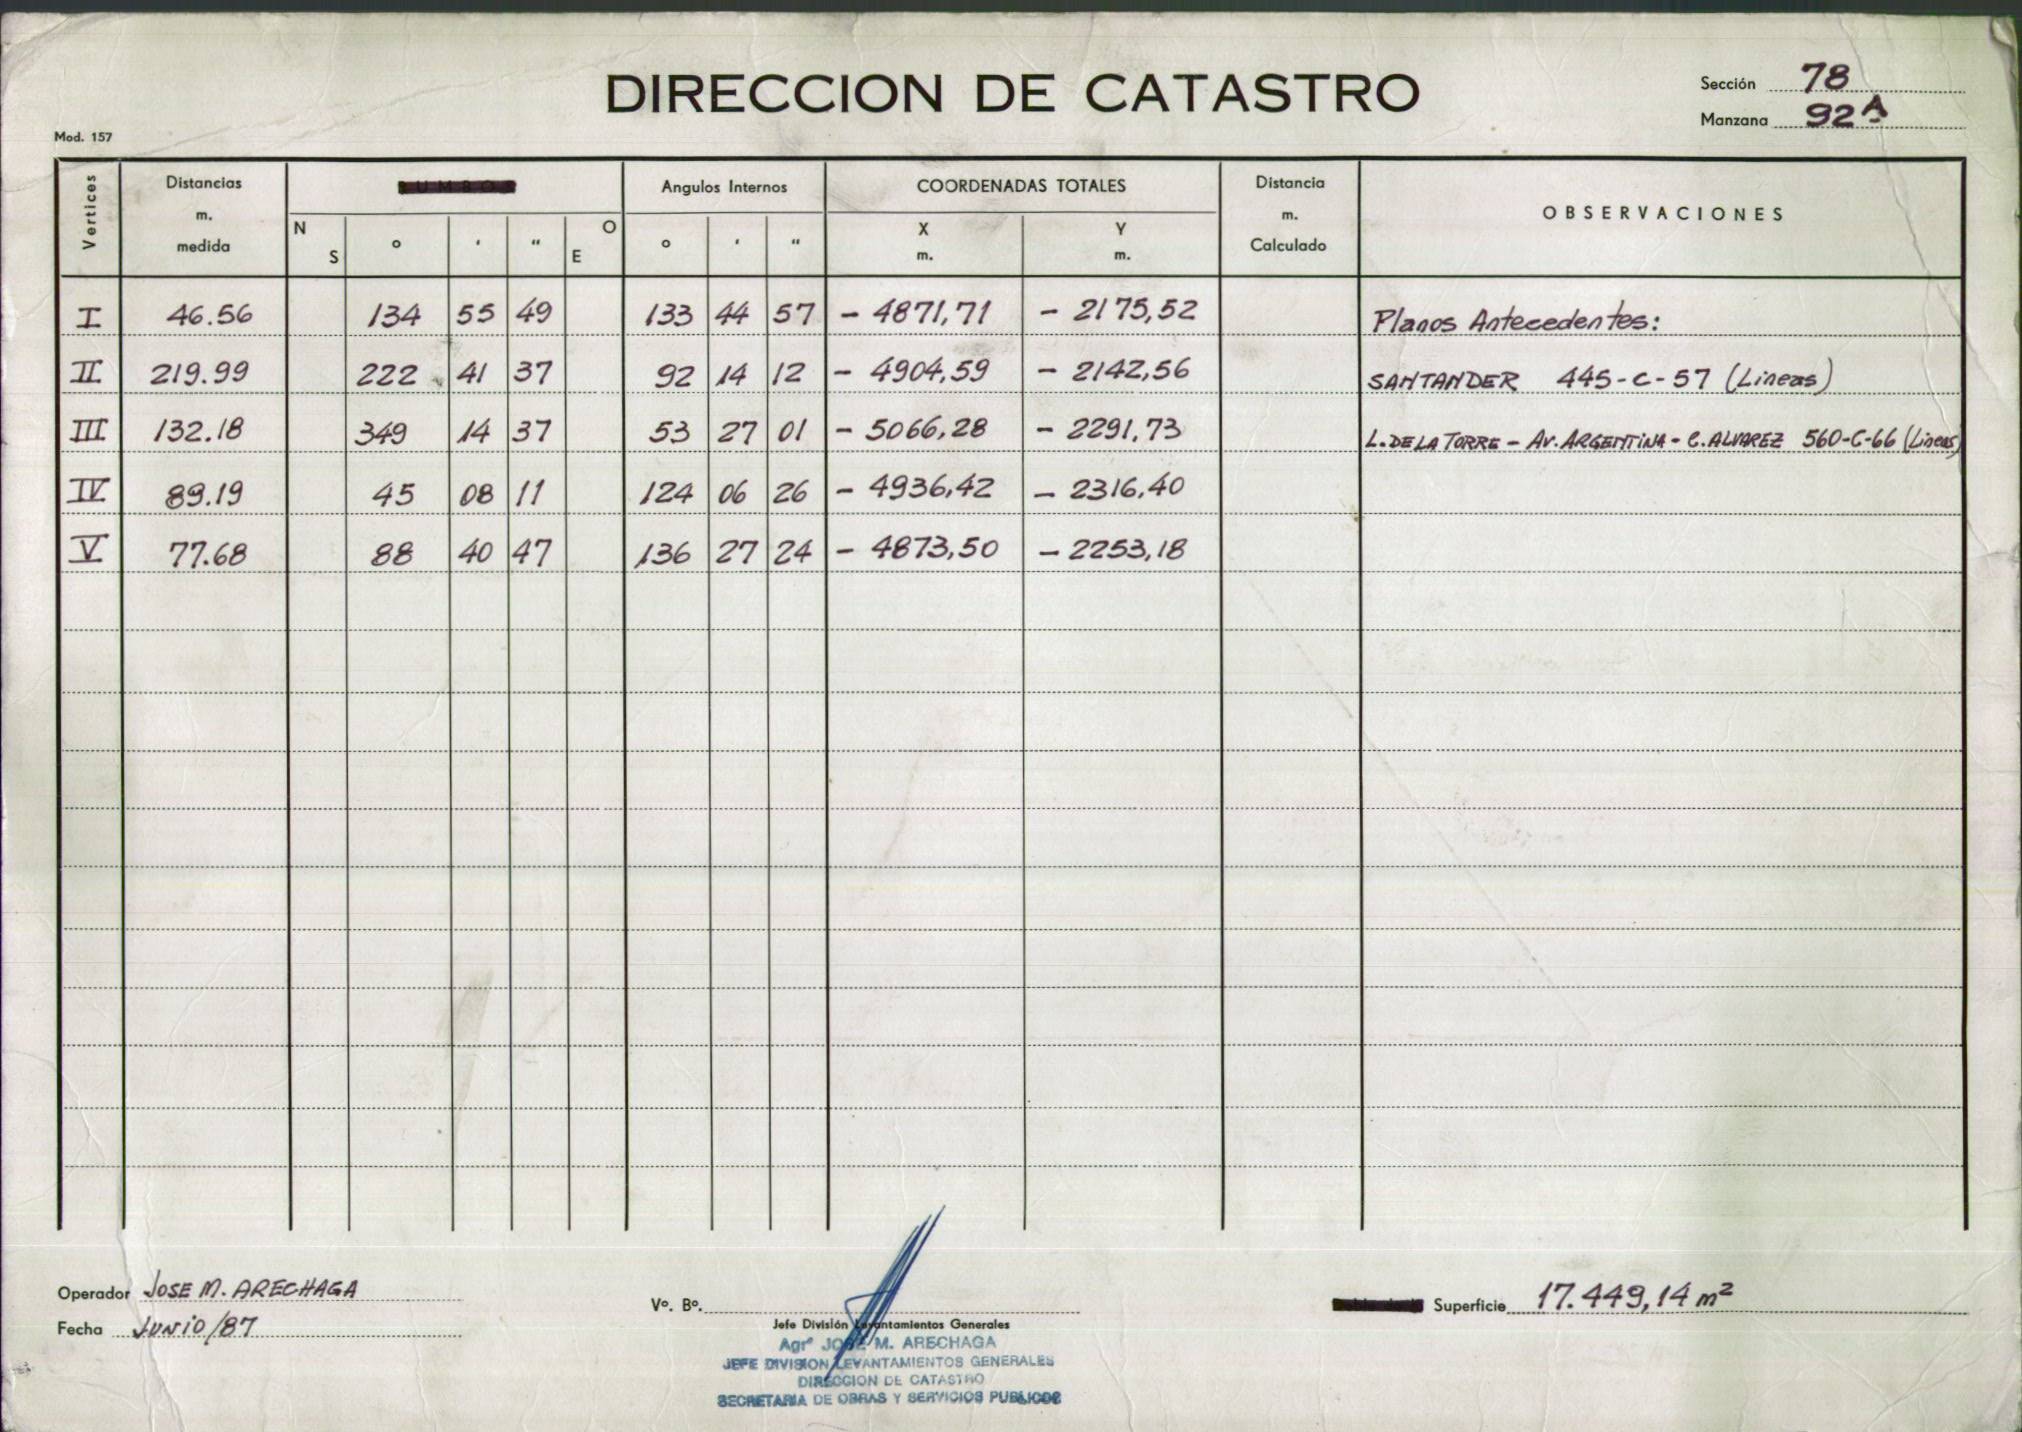 DIRECCION DE CATASTRO
Sección 78
Manzana 92A
Mod. 157
Vertices Distancias m. medida RUMBOS N S ° ' " E O Angulos Internos ° ' " COORDENADAS TOTALES X m. Y m. Distancia m. Calculado OBSERVACIONES
I 46.56 134 55 49 133 44 57 - 4871,71 - 2175,52 Planos Antecedentes:
II 219.99 222 41 37 92 14 12 - 4904,59 - 2142,56 SANTANDER 445-C-57 (Lineas)
III 132.18 349 14 37 53 27 01 - 5066,28 - 2291,73 L. DE LA TORRE - AV. ARGENTINA - C. ALVAREZ 560-C-66 (Lineas)
IV 89.19 45 08 11 124 06 26 - 4936,42 - 2316,40
V 77.68 88 40 47 136 27 24 - 4873,50 - 2253,18
Operador JOSE M. ARECHAGA
Fecha JUNIO/87
Vº. Bº.
Jefe División Levantamientos Generales
Agrº JOSE M. ARECHAGA
JEFE DIVISION LEVANTAMIENTOS GENERALES
DIRECCION DE CATASTRO
SECRETARIA DE OBRAS Y SERVICIOS PUBLICOS
Superficie 17.449,14 m²